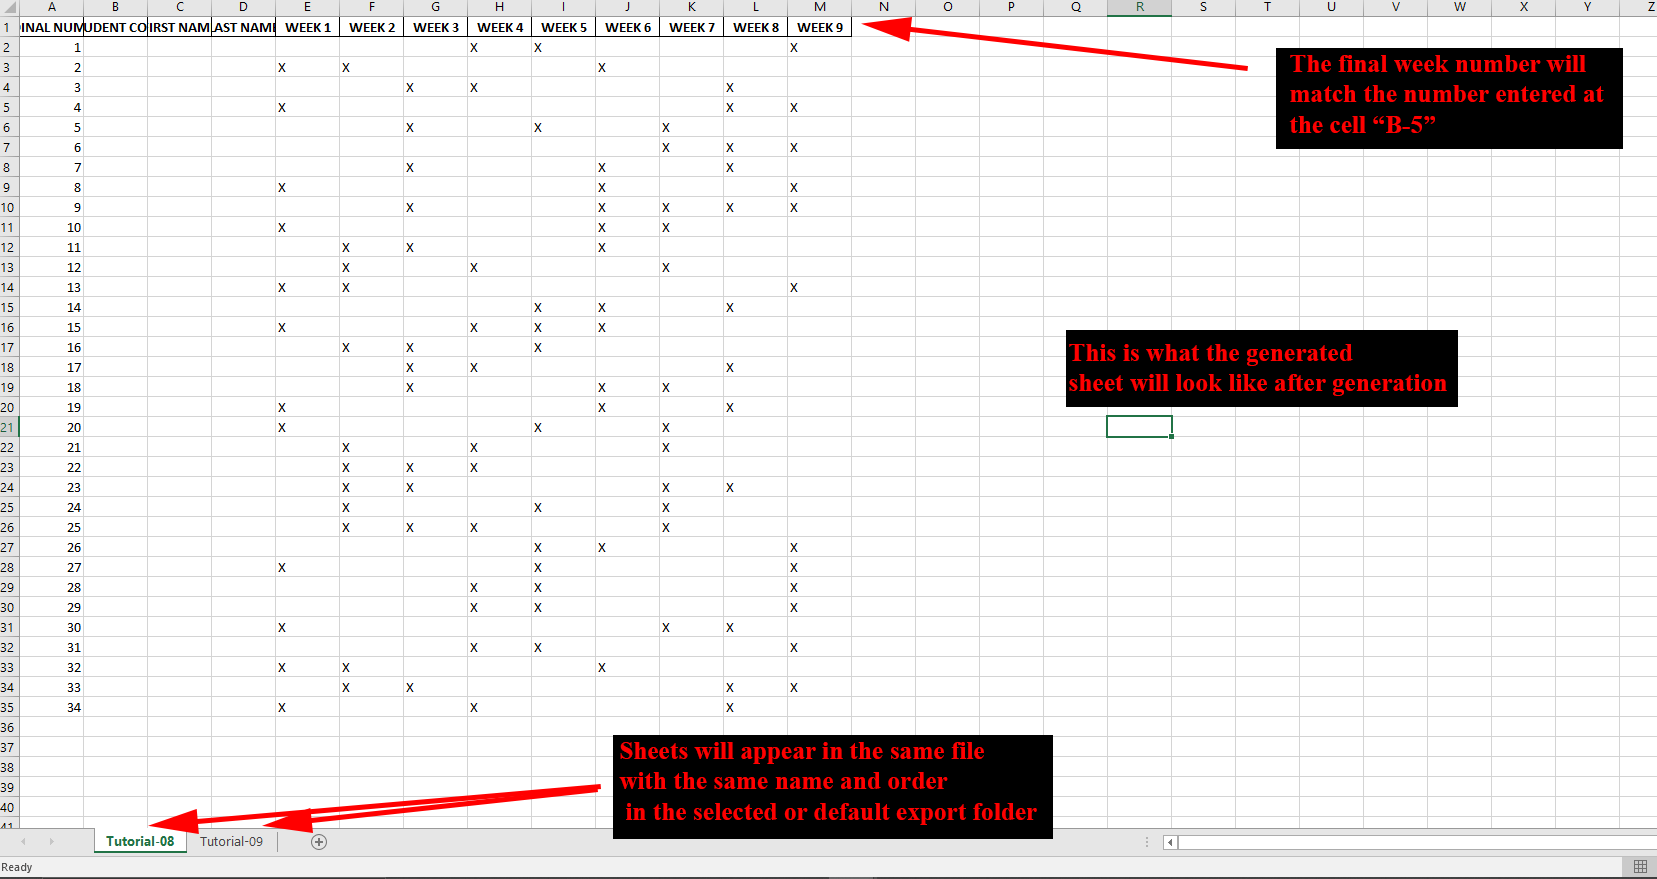 A B C D E F G H I J K L M N O P Q R S T U V W X Y Z
1 INAL NUM UDENT CO IRST NAM LAST NAME WEEK 1 WEEK 2 WEEK 3 WEEK 4 WEEK 5 WEEK 6 WEEK 7 WEEK 8 WEEK 9
2 1 X X X
3 2 X X X
4 3 X X X
5 4 X X X
6 5 X X X
7 6 X X X
8 7 X X X
9 8 X X X
10 9 X X X X X
11 10 X X X
12 11 X X X
13 12 X X X
14 13 X X X
15 14 X X X
16 15 X X X X
17 16 X X X
18 17 X X X
19 18 X X X
20 19 X X X
21 20 X X X
22 21 X X X
23 22 X X X
24 23 X X X X
25 24 X X X
26 25 X X X X
27 26 X X X
28 27 X X X
29 28 X X X
30 29 X X X
31 30 X X X
32 31 X X X
33 32 X X X
34 33 X X X X
35 34 X X X
36
37
38
39
40
41
The final week number will
match the number entered at
the cell “B-5”
This is what the generated
sheet will look like after generation
Sheets will appear in the same file
with the same name and order
in the selected or default export folder
Tutorial-08 Tutorial-09
Ready